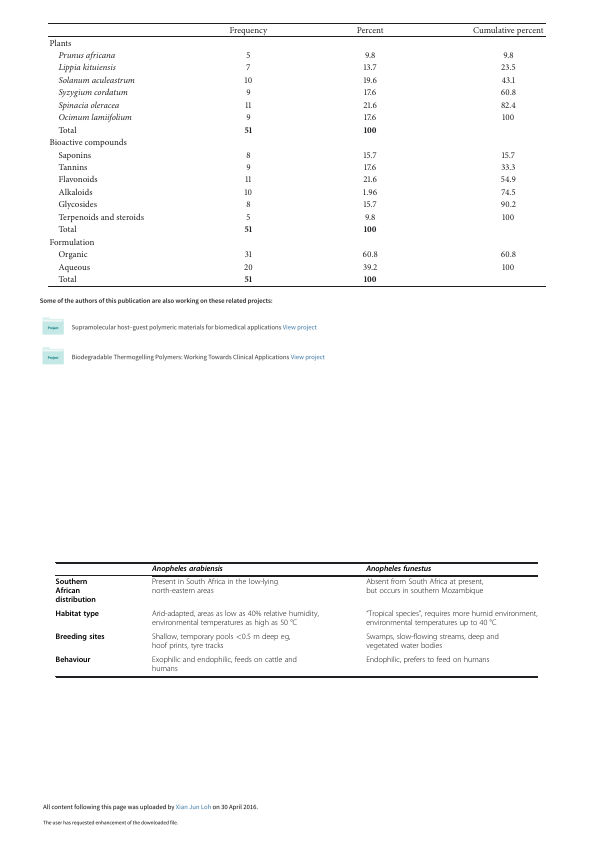 Frequency Percent Cumulative percent
Plants
Prunus africana 5 9.8 9.8
Lippia kituiensis 7 13.7 23.5
Solanum aculeastrum 10 19.6 43.1
Syzygium cordatum 9 17.6 60.8
Spinacia oleracea 11 21.6 82.4
Ocimum lamiifolium 9 17.6 100
Total 51 100
Bioactive compounds
Saponins 8 15.7 15.7
Tannins 9 17.6 33.3
Flavonoids 11 21.6 54.9
Alkaloids 10 1.96 74.5
Glycosides 8 15.7 90.2
Terpenoids and steroids 5 9.8 100
Total 51 100
Formulation
Organic 31 60.8 60.8
Aqueous 20 39.2 100
Total 51 100
Some of the authors of this publication are also working on these related projects:
Project Supramolecular host–guest polymeric materials for biomedical applications View project
Project Biodegradable Thermogelling Polymers: Working Towards Clinical Applications View project
Anopheles arabiensis Anopheles funestus
Southern Present in South Africa in the low-lying Absent from South Africa at present,
African north-eastern areas but occurs in southern Mozambique
distribution
Habitat type Arid-adapted, areas as low as 40% relative humidity, "Tropical species", requires more humid environment,
environmental temperatures as high as 50 °C environmental temperatures up to 40 °C
Breeding sites Shallow, temporary pools <0.5 m deep eg, Swamps, slow-flowing streams, deep and
hoof prints, tyre tracks vegetated water bodies
Behaviour Exophilic and endophilic, feeds on cattle and Endophilic, prefers to feed on humans
humans
All content following this page was uploaded by Xian Jun Loh on 30 April 2016.
The user has requested enhancement of the downloaded file.